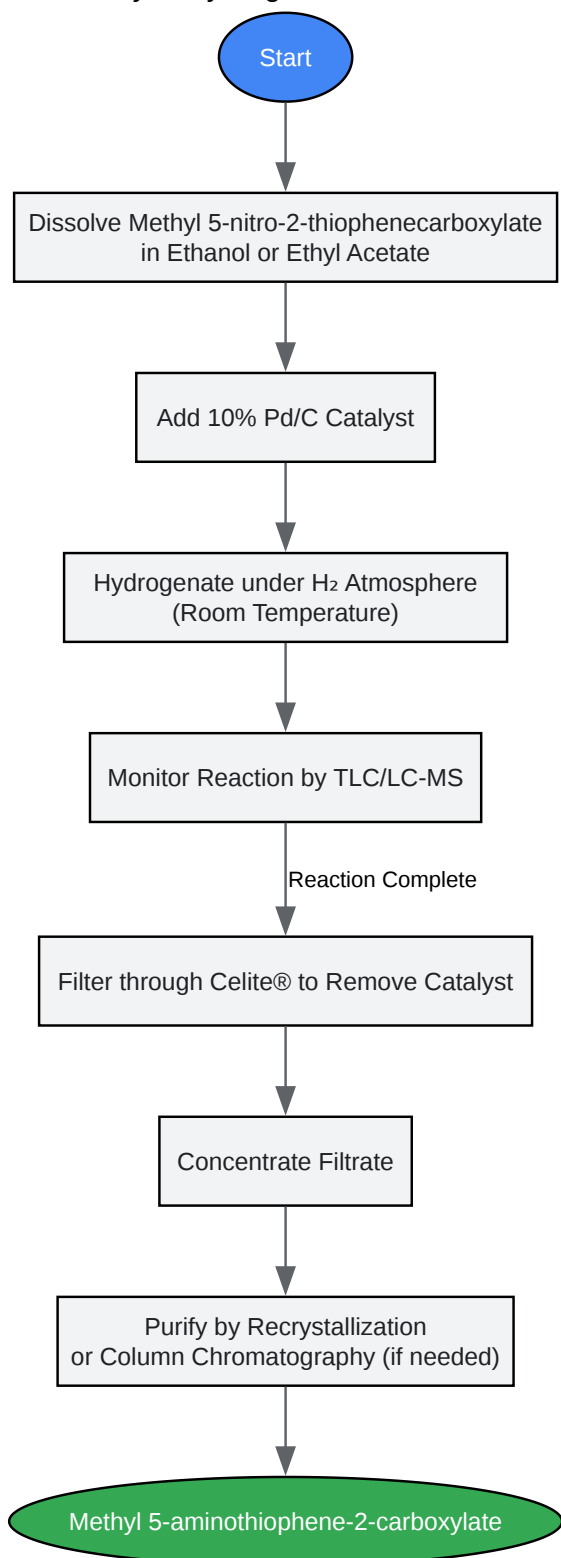 Start
Dissolve Methyl 5-nitro-2-thiophenecarboxylate
in Ethanol or Ethyl Acetate
Add 10% Pd/C Catalyst
Hydrogenate under H₂ Atmosphere
(Room Temperature)
Monitor Reaction by TLC/LC-MS
Reaction Complete
Filter through Celite® to Remove Catalyst
Concentrate Filtrate
Purify by Recrystallization
or Column Chromatography (if needed)
Methyl 5-aminothiophene-2-carboxylate